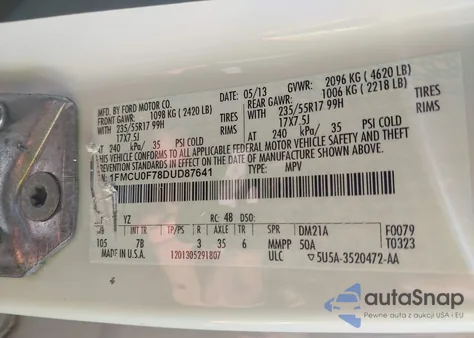 MFD. BY FORD MOTOR CO.
DATE: 05/13 GVWR: 2096 KG (4620 LB)
FRONT GAWR: 1098 KG (2420 LB) REAR GAWR: 1006 KG (2218 LB)
WITH 235/55R17 99H TIRES WITH 235/55R17 99H TIRES
17X7.5J RIMS 17X7.5J RIMS
AT 240 kPa/ 35 PSI COLD AT 240 kPa/ 35 PSI COLD
THIS VEHICLE CONFORMS TO ALL APPLICABLE FEDERAL MOTOR VEHICLE SAFETY AND THEFT
PREVENTION STANDARDS IN EFFECT ON THE DATE OF MANUFACTURE SHOWN ABOVE.
1FMCU0F78DUD87641 TYPE: MPV
YZ RC: 48 DSO:
WB INT TR TP/PS R AXLE TR SPR DM21A F0079
105 7B 3 35 6 MMPP 50A T0323
1201305291807 ULC 5U5A-3520472-AA
MADE IN U.S.A.
autoSnap
Pewne auta z USA i EU